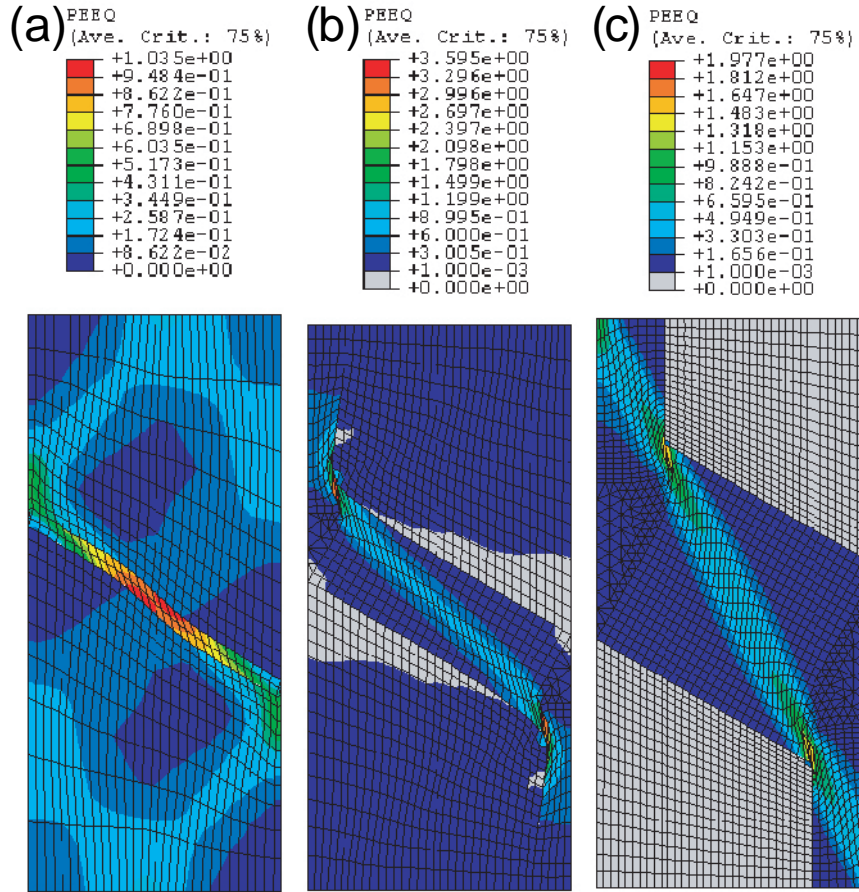 (a)
PEEQ
(Ave. Crit.: 75%)
+1.035e+00
+9.484e-01
+8.622e-01
+7.760e-01
+6.898e-01
+6.035e-01
+5.173e-01
+4.311e-01
+3.449e-01
+2.587e-01
+1.724e-01
+8.622e-02
+0.000e+00
(b)
PEEQ
(Ave. Crit.: 75%)
+3.595e+00
+3.296e+00
+2.996e+00
+2.697e+00
+2.397e+00
+2.098e+00
+1.798e+00
+1.499e+00
+1.199e+00
+8.995e-01
+6.000e-01
+3.005e-01
+1.000e-03
+0.000e+00
(c)
PEEQ
(Ave. Crit.: 75%)
+1.977e+00
+1.812e+00
+1.647e+00
+1.483e+00
+1.318e+00
+1.153e+00
+9.888e-01
+8.242e-01
+6.595e-01
+4.949e-01
+3.303e-01
+1.656e-01
+1.000e-03
+0.000e+00